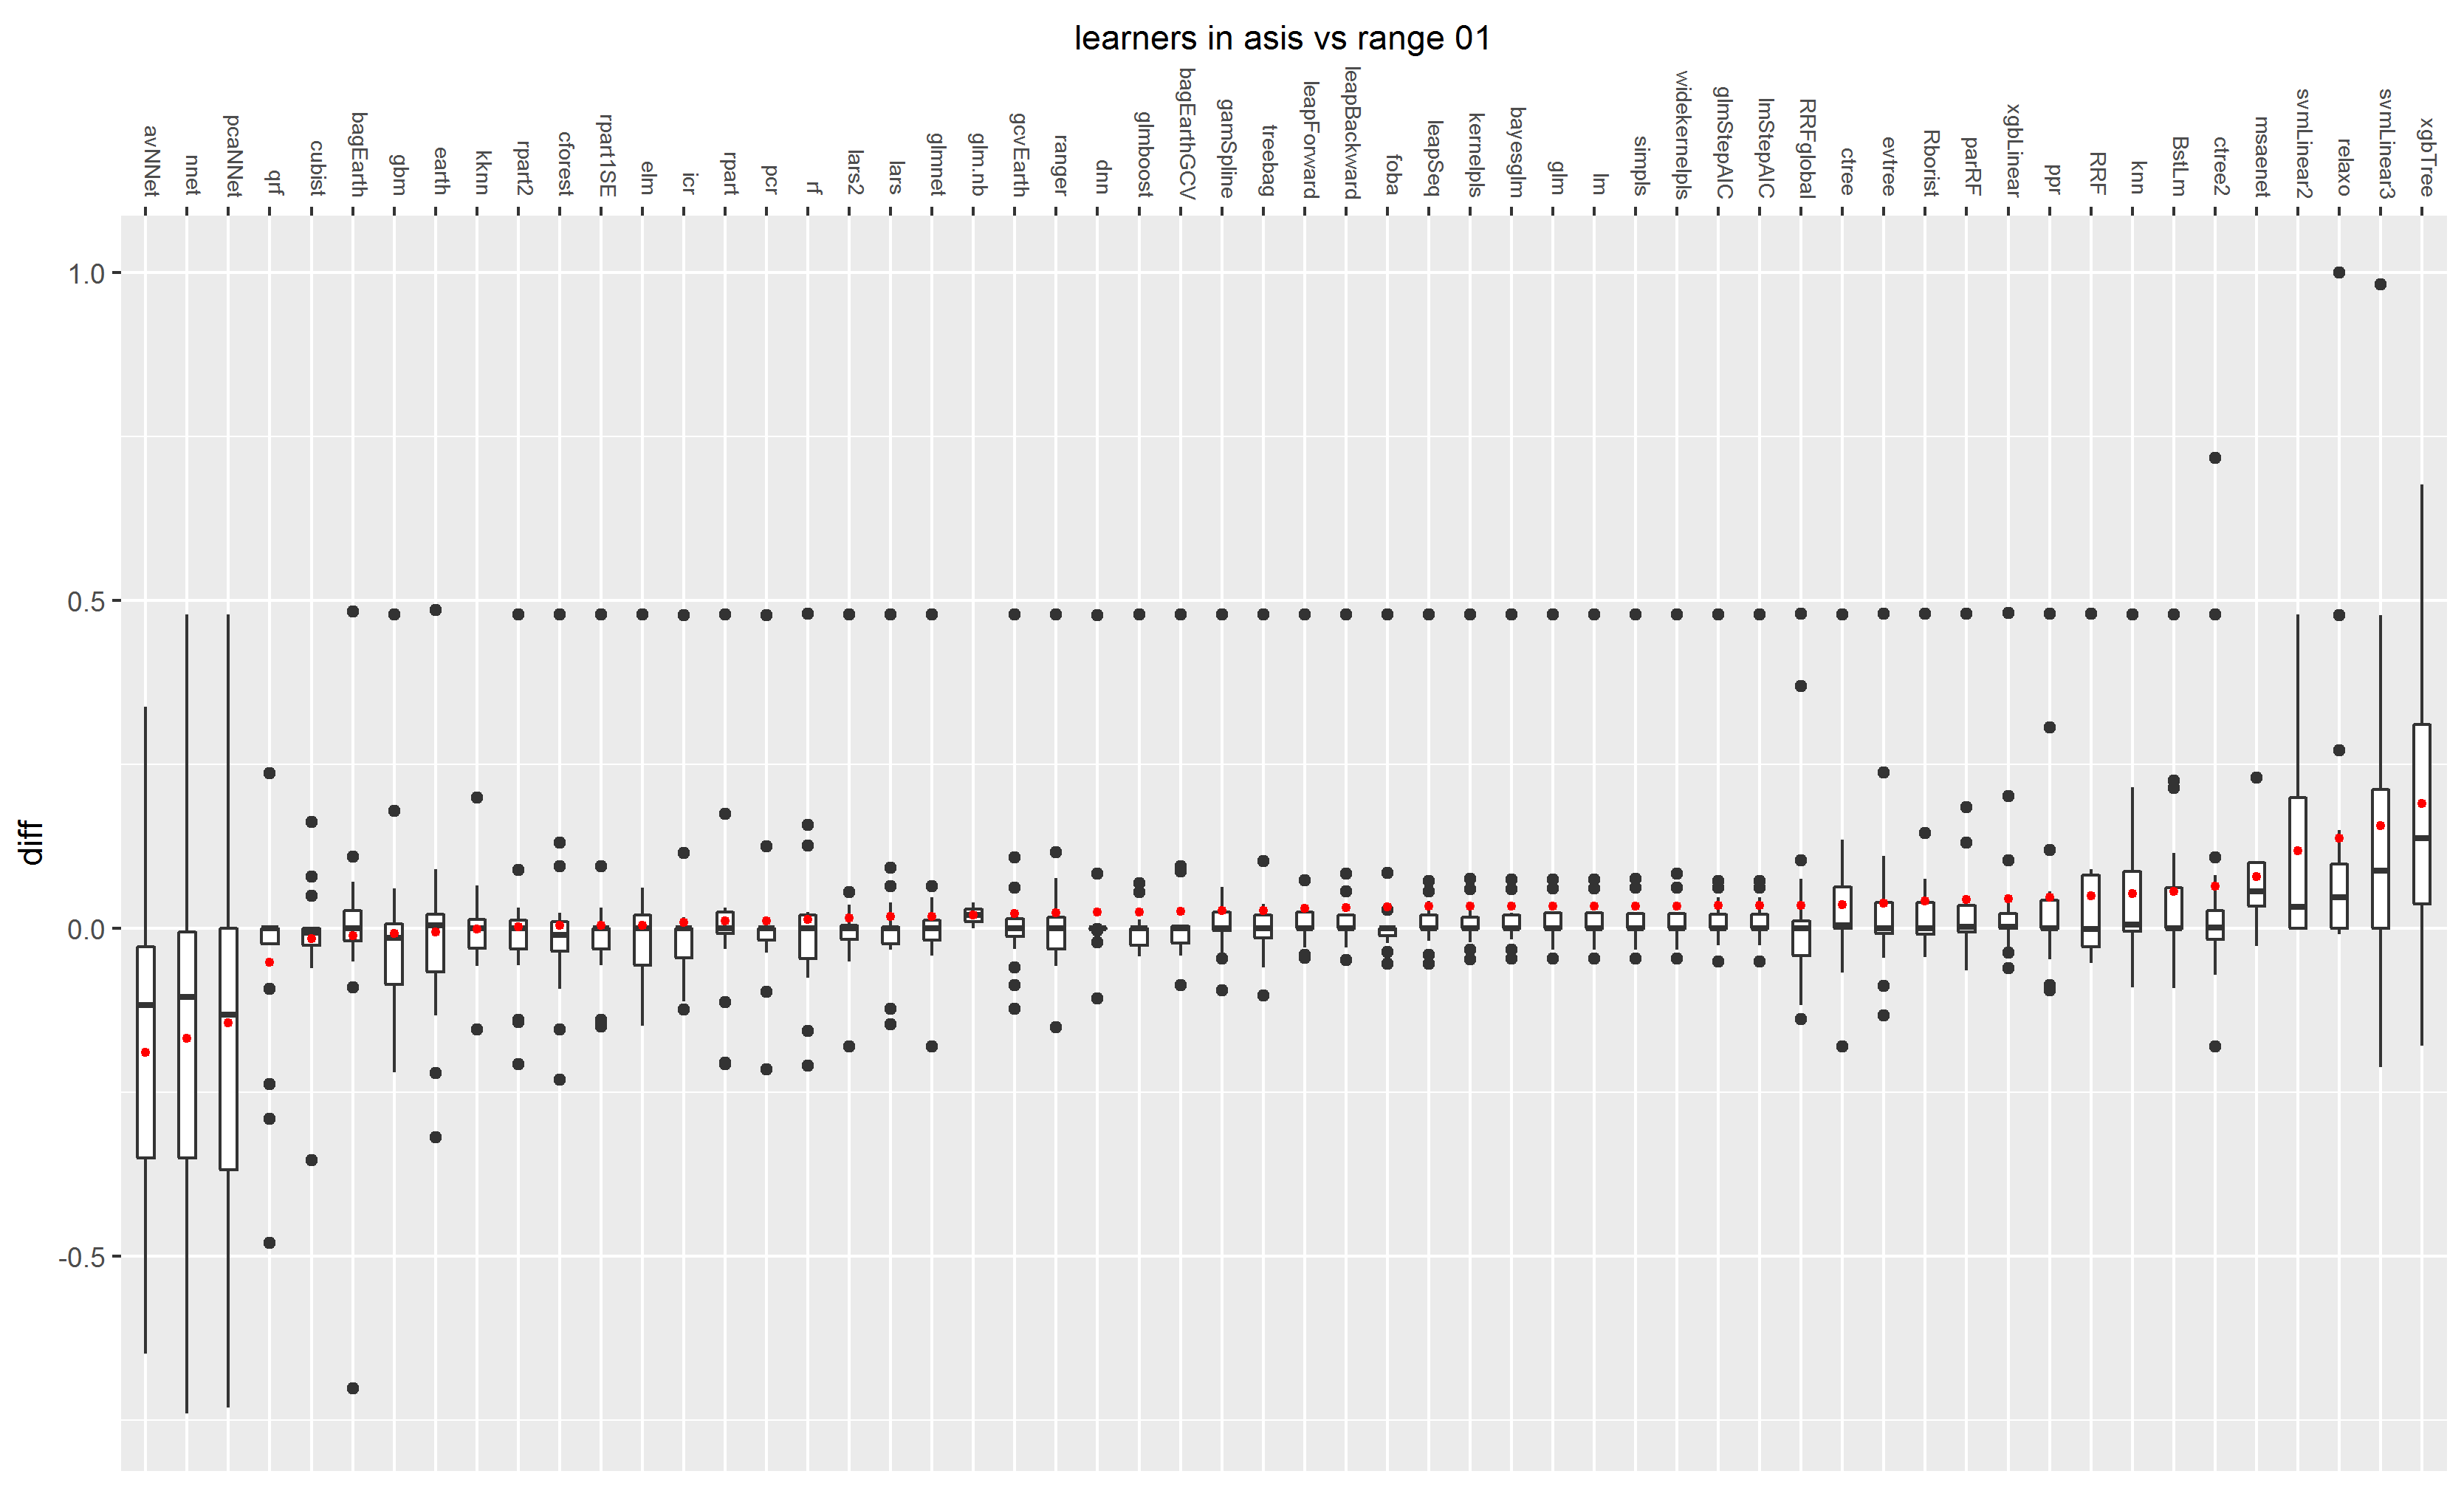 learners in asis vs range 01
avNNet
nnet
pcaNNet
qrf
cubist
bagEarth
gbm
earth
kknn
rpart2
cforest
rpart1SE
elm
icr
rpart
pcr
rf
lars2
lars
glmnet
glm.nb
gcvEarth
ranger
dnn
glmboost
bagEarthGCV
gamSpline
treebag
leapForward
leapBackward
foba
leapSeq
kernelpls
bayesglm
glm
lm
simpls
widekernelpls
glmStepAIC
lmStepAIC
RRFglobal
ctree
evtree
Rborist
parRF
xgbLinear
ppr
RRF
knn
BstLm
ctree2
msaenet
svmLinear2
relaxo
svmLinear3
xgbTree
1.0
0.5
0.0
-0.5
diff